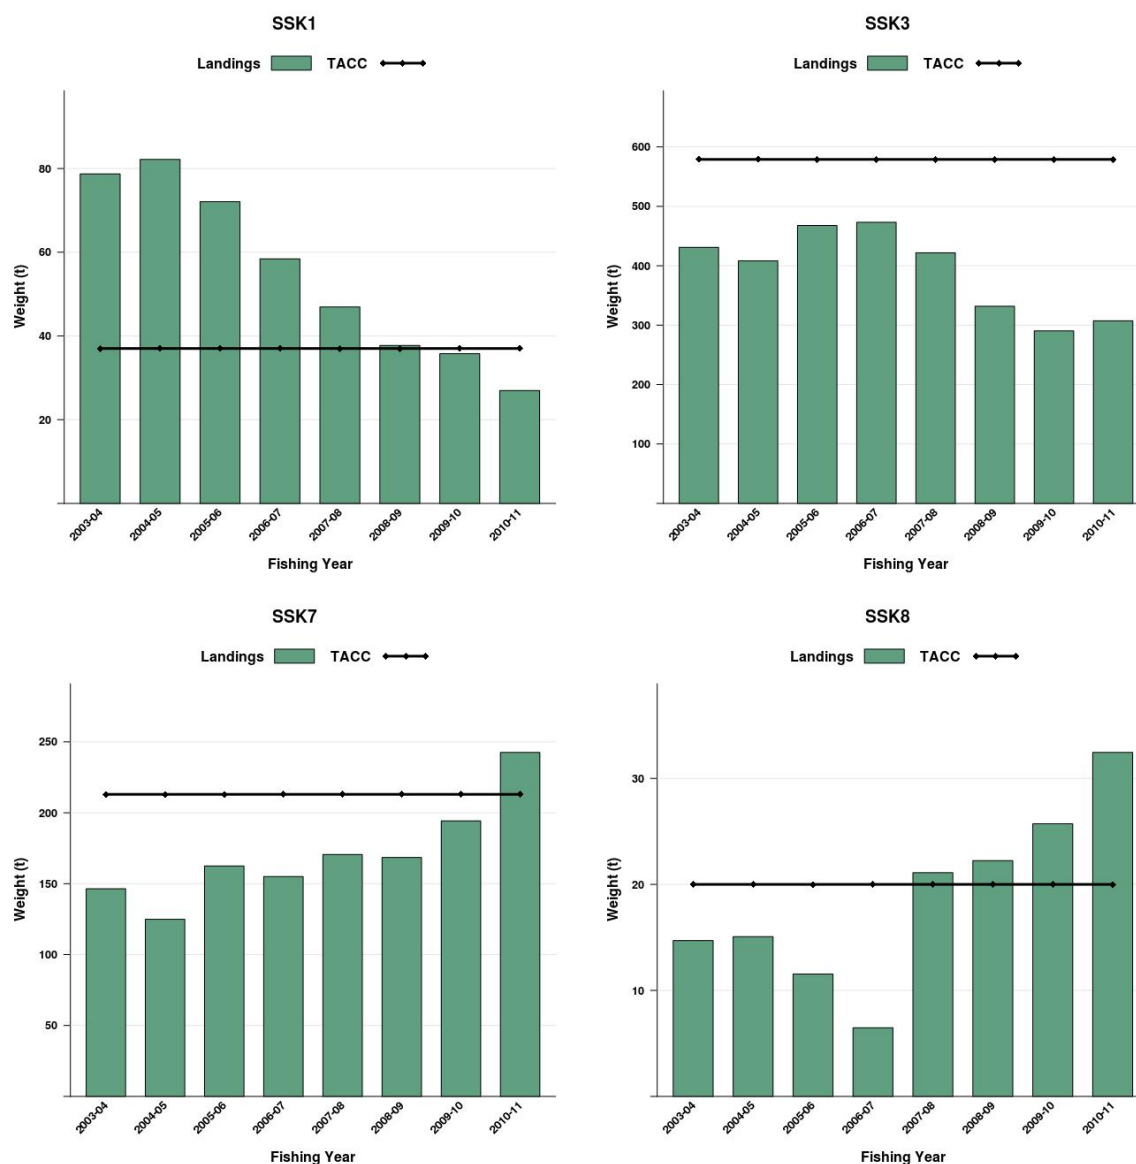 SSK1
Landings TACC
Weight (t)
80
60
40
20
2003-04 2004-05 2005-06 2006-07 2007-08 2008-09 2009-10 2010-11
Fishing Year
SSK3
Landings TACC
Weight (t)
600
500
400
300
200
100
2003-04 2004-05 2005-06 2006-07 2007-08 2008-09 2009-10 2010-11
Fishing Year
SSK7
Landings TACC
Weight (t)
250
200
150
100
50
2003-04 2004-05 2005-06 2006-07 2007-08 2008-09 2009-10 2010-11
Fishing Year
SSK8
Landings TACC
Weight (t)
30
20
10
2003-04 2004-05 2005-06 2006-07 2007-08 2008-09 2009-10 2010-11
Fishing Year